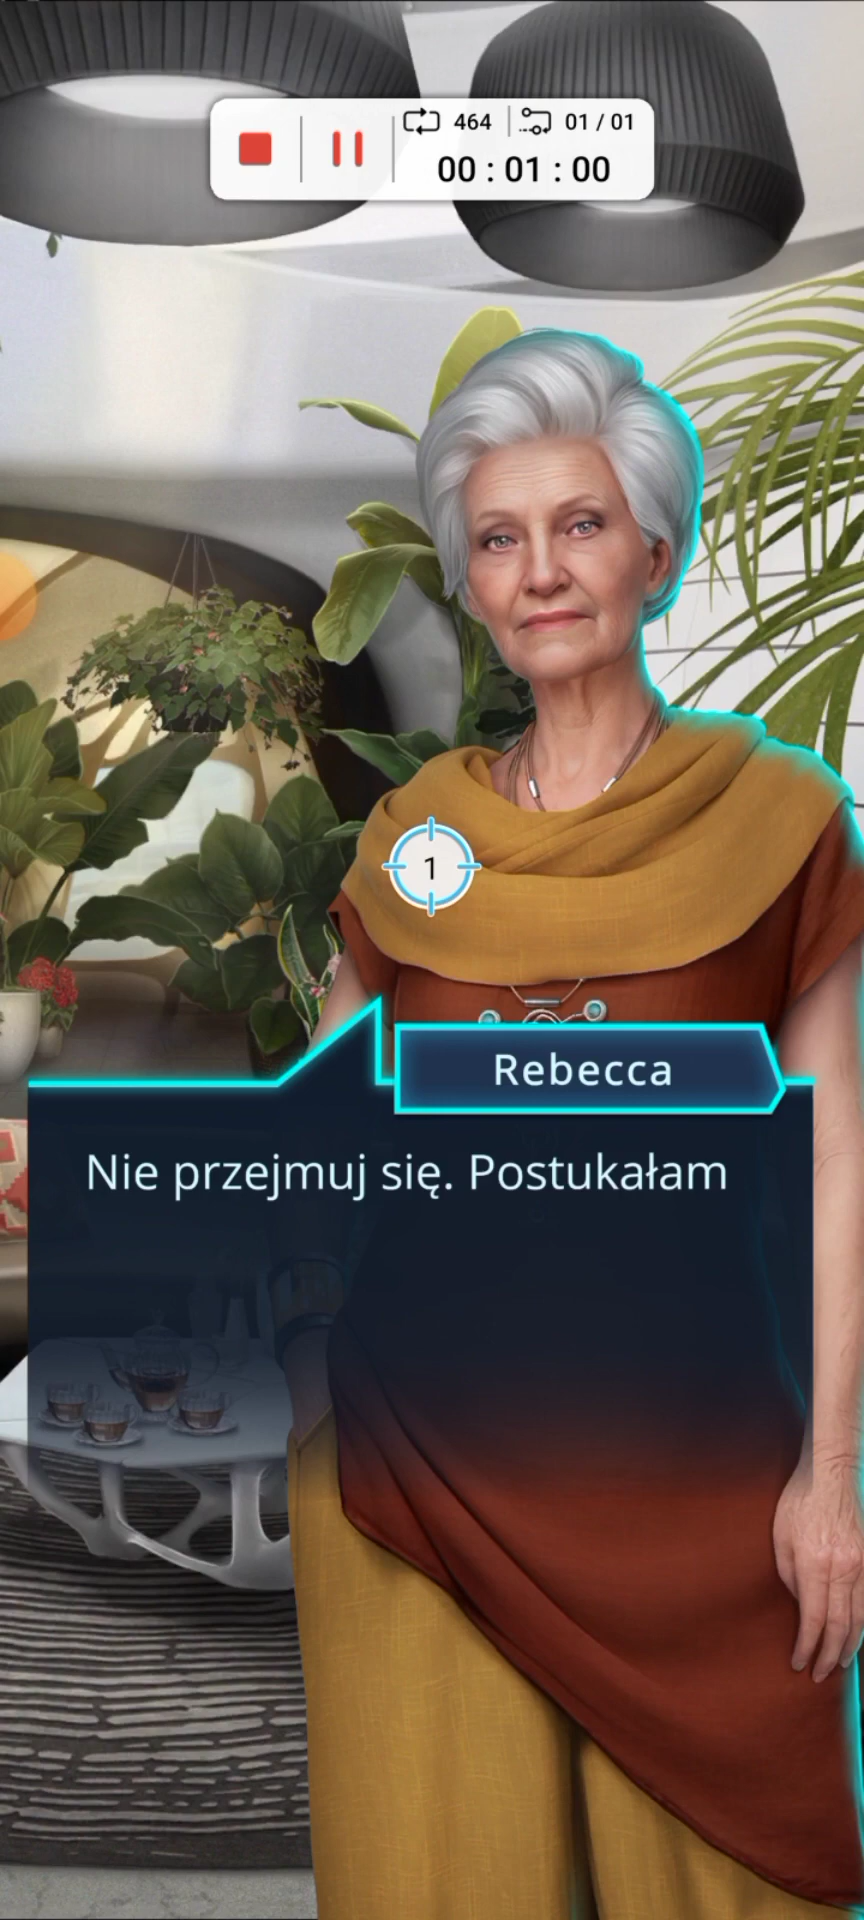 464 01 / 01
00 : 01 : 00
1
Rebecca
Nie przejmuj się. Postukałam